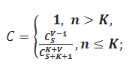 C = { 1, n > K,
C_S^{V-1} / C_{S+K+1}^{K+V}, n ≤ K;